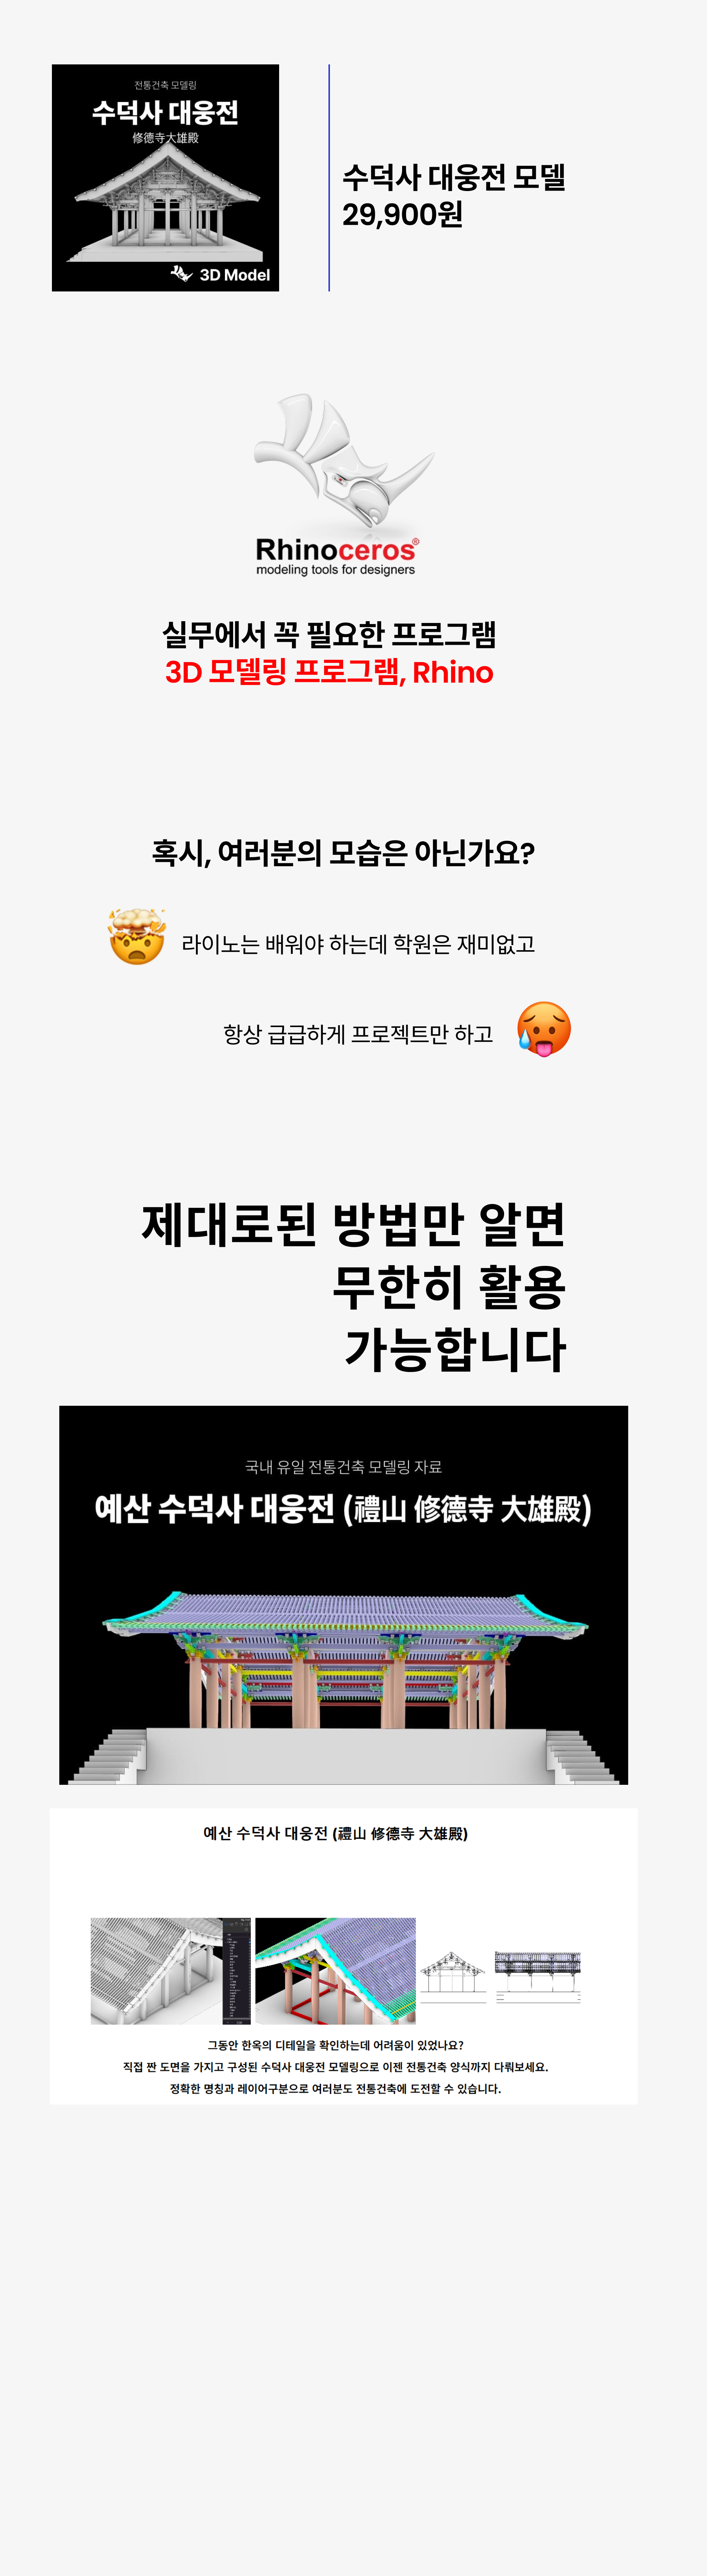 전통건축 모델링
수덕사 대웅전
修德寺大雄殿
3D Model
수덕사 대웅전 모델
29,900원
Rhinoceros®
modeling tools for designers
실무에서 꼭 필요한 프로그램
3D 모델링 프로그램, Rhino
혹시, 여러분의 모습은 아닌가요?
라이노는 배워야 하는데 학원은 재미없고
항상 급급하게 프로젝트만 하고
제대로된 방법만 알면
무한히 활용
가능합니다
국내 유일 전통건축 모델링 자료
예산 수덕사 대웅전 (禮山 修德寺 大雄殿)
예산 수덕사 대웅전 (禮山 修德寺 大雄殿)
그동안 한옥의 디테일을 확인하는데 어려움이 있었나요?
직접 짠 도면을 가지고 구성된 수덕사 대웅전 모델링으로 이젠 전통건축 양식까지 다뤄보세요.
정확한 명칭과 레이어구분으로 여러분도 전통건축에 도전할 수 있습니다.